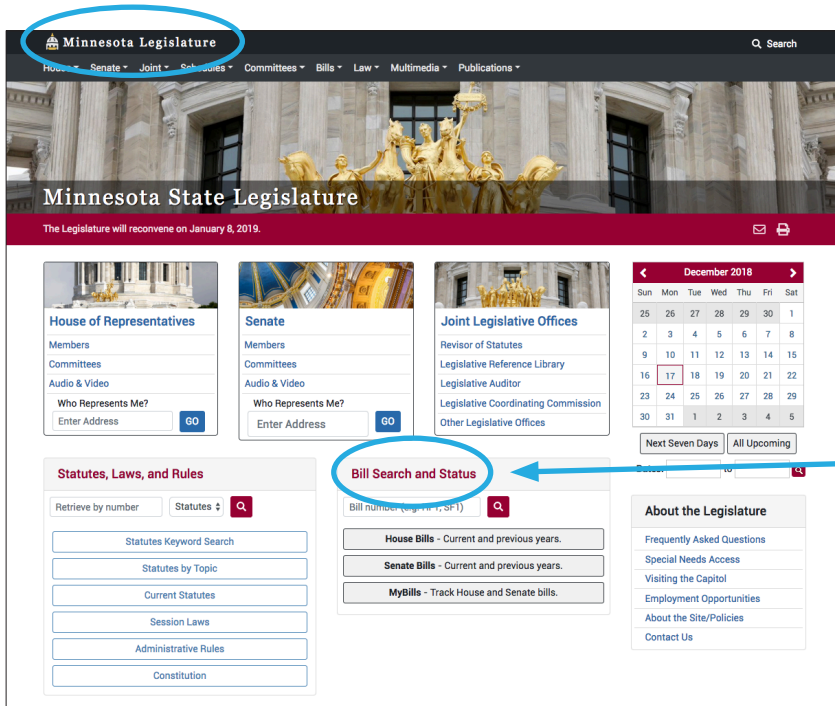 Minnesota Legislature
Search
House Senate Joint Schedules Committees Bills Law Multimedia Publications
Minnesota State Legislature
The Legislature will reconvene on January 8, 2019.
House of Representatives
Members
Committees
Audio & Video
Who Represents Me?
Enter Address GO
Senate
Members
Committees
Audio & Video
Who Represents Me?
Enter Address GO
Joint Legislative Offices
Revisor of Statutes
Legislative Reference Library
Legislative Auditor
Legislative Coordinating Commission
Other Legislative Offices
December 2018
Sun Mon Tue Wed Thu Fri Sat
25 26 27 28 29 30 1
2 3 4 5 6 7 8
9 10 11 12 13 14 15
16 17 18 19 20 21 22
23 24 25 26 27 28 29
30 31 1 2 3 4 5
Next Seven Days All Upcoming
Dates: to
Statutes, Laws, and Rules
Retrieve by number Statutes
Statutes Keyword Search
Statutes by Topic
Current Statutes
Session Laws
Administrative Rules
Constitution
Bill Search and Status
Bill number (e.g. HF1, SF1)
House Bills - Current and previous years.
Senate Bills - Current and previous years.
MyBills - Track House and Senate bills.
About the Legislature
Frequently Asked Questions
Special Needs Access
Visiting the Capitol
Employment Opportunities
About the Site/Policies
Contact Us